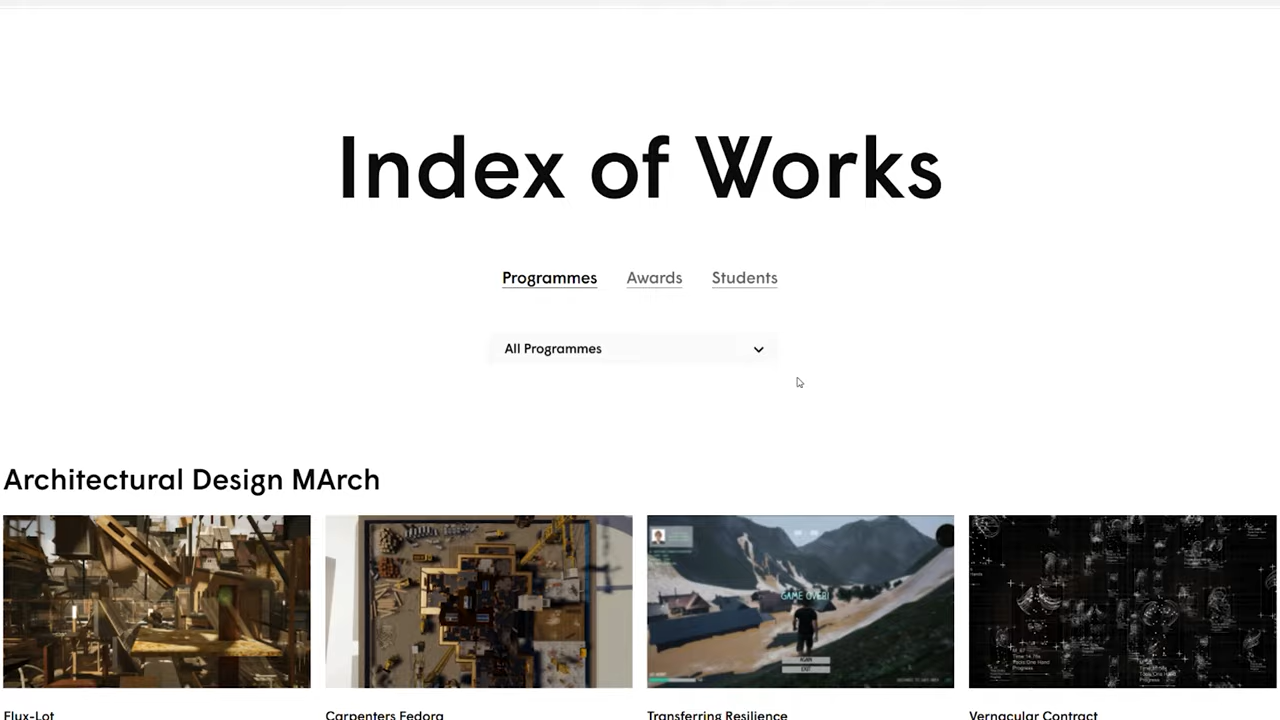 Index of Works
Programmes Awards Students
All Programmes
Architectural Design MArch
GAME OVER!
EXIT
Flux-Lot
Carpenters Fedora
Transferring Resilience
Vernacular Contract